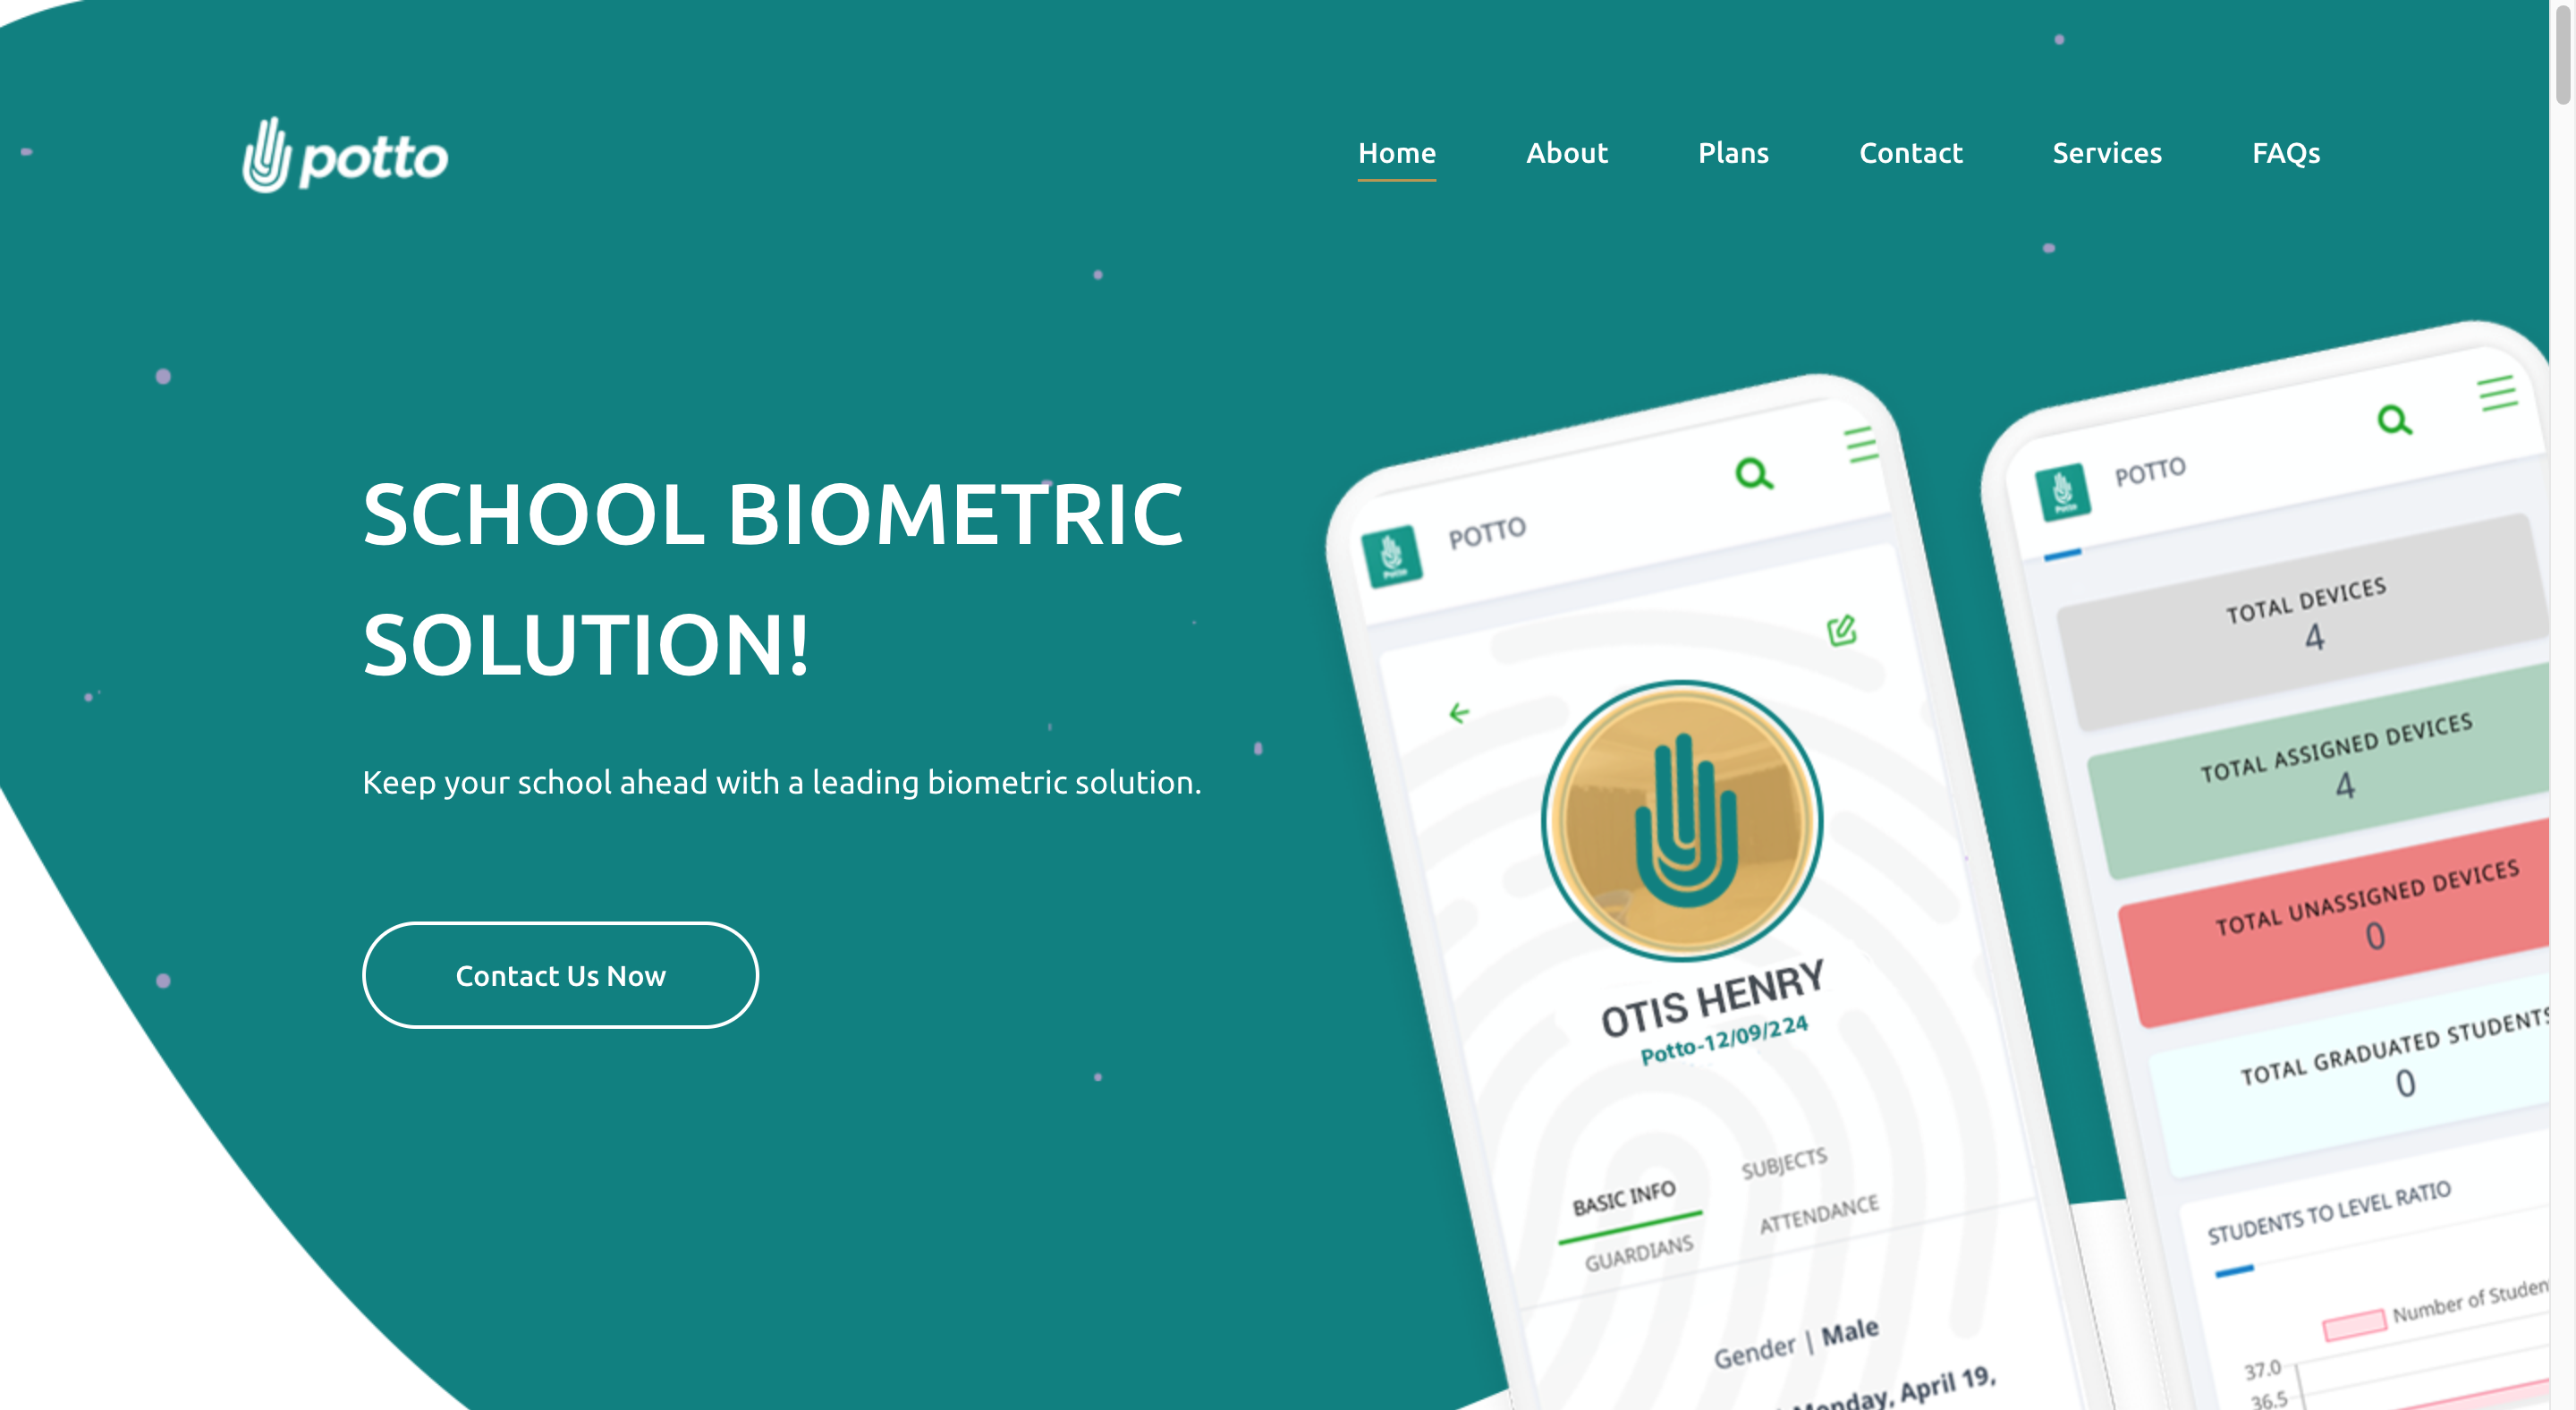 potto
Home
About
Plans
Contact
Services
FAQs
SCHOOL BIOMETRIC
SOLUTION!
Keep your school ahead with a leading biometric solution.
Contact Us Now
POTTO
Potto
OTIS HENRY
Potto-12/09/224
BASIC INFO
SUBJECTS
GUARDIANS
ATTENDANCE
Gender | Male
Monday, April 19,
POTTO
Potto
TOTAL DEVICES
4
TOTAL ASSIGNED DEVICES
4
TOTAL UNASSIGNED DEVICES
0
TOTAL GRADUATED STUDENTS
0
STUDENTS TO LEVEL RATIO
Number of Studen
37.0
36.5